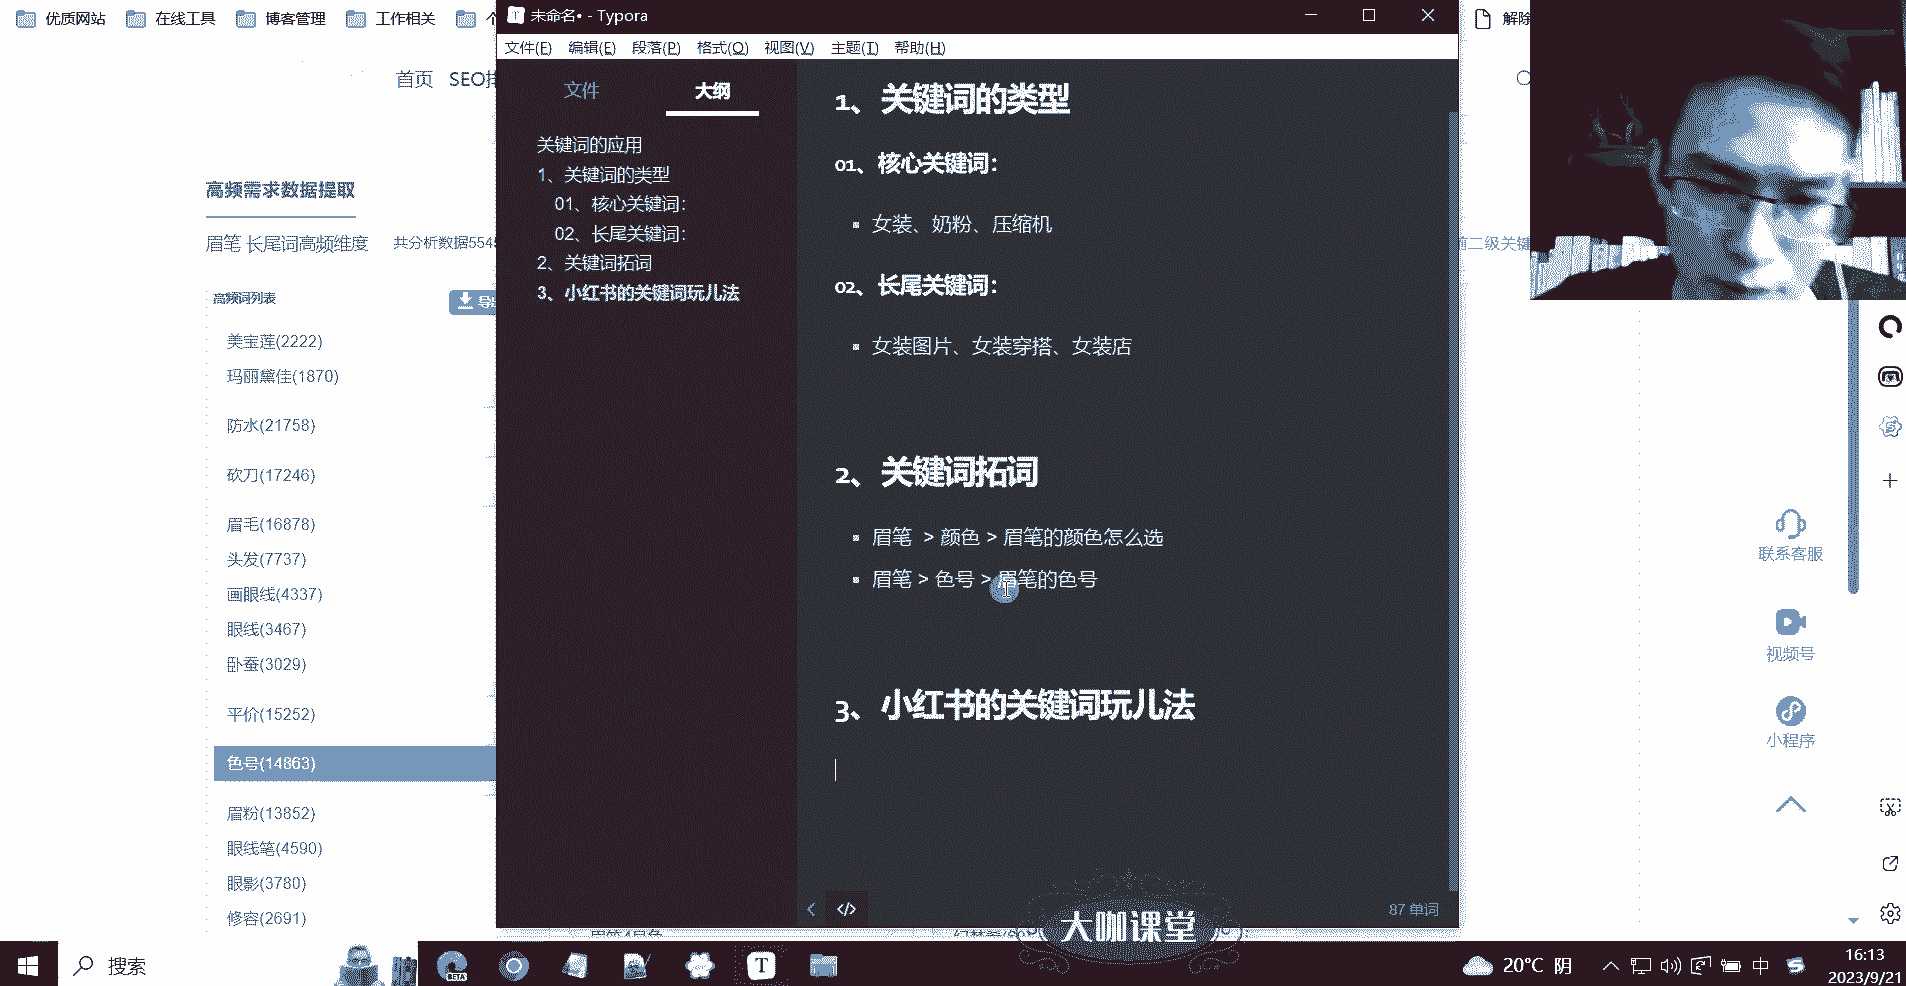 优质网站
在线工具
博客管理
工作相关
未命名• - Typora
解除
文件(F) 编辑(E) 段落(P) 格式(O) 视图(V) 主题(T) 帮助(H)
首页 SEO
文件 大纲
关键词的应用
1、关键词的类型
01、核心关键词：
02、长尾关键词：
2、关键词拓词
3、小红书的关键词玩儿法
1、关键词的类型
01、核心关键词：
女装、奶粉、压缩机
02、长尾关键词：
女装图片、女装穿搭、女装店
2、关键词拓词
眉笔 > 颜色 > 眉笔的颜色怎么选
眉笔 > 色号 > 眉笔的色号
3、小红书的关键词玩儿法
</> 87 单词
高频需求数据提取
眉笔 长尾词高频维度 共分析数据554
二级关键
高频词列表
美宝莲(2222)
玛丽黛佳(1870)
防水(21758)
砍刀(17246)
眉毛(16878)
头发(7737)
画眼线(4337)
眼线(3467)
卧蚕(3029)
平价(15252)
色号(14863)
眉粉(13852)
眼线笔(4590)
眼影(3780)
修容(2691)
联系客服
视频号
小程序
大咖课堂
搜索
BETA
20°C 阴
中
16:13
2023/9/21